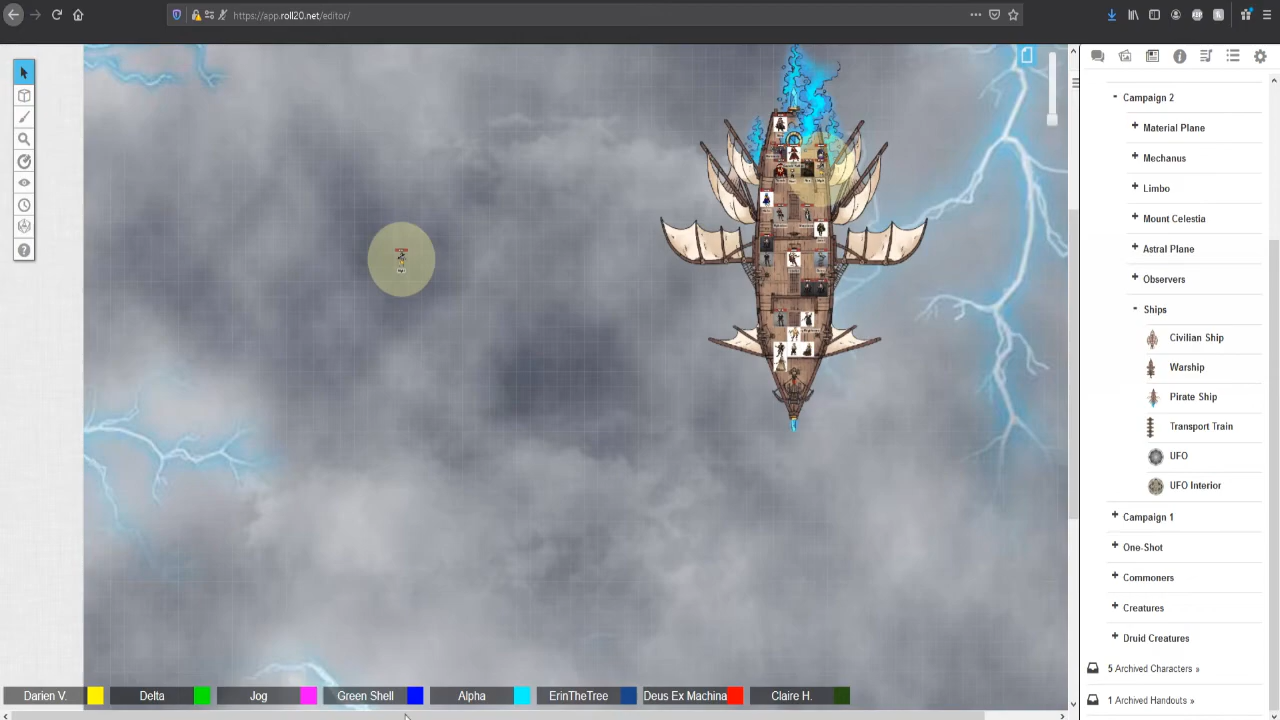 https://app.roll20.net/editor/
Campaign 2
Material Plane
Mechanus
Limbo
Mount Celestia
Astral Plane
Observers
Ships
Civilian Ship
Warship
Pirate Ship
Transport Train
UFO
UFO Interior
Campaign 1
One-Shot
Commoners
Creatures
Druid Creatures
5 Archived Characters »
1 Archived Handouts »
Darien V.
Delta
Jog
Green Shell
Alpha
ErinTheTree
Deus Ex Machina
Claire H.